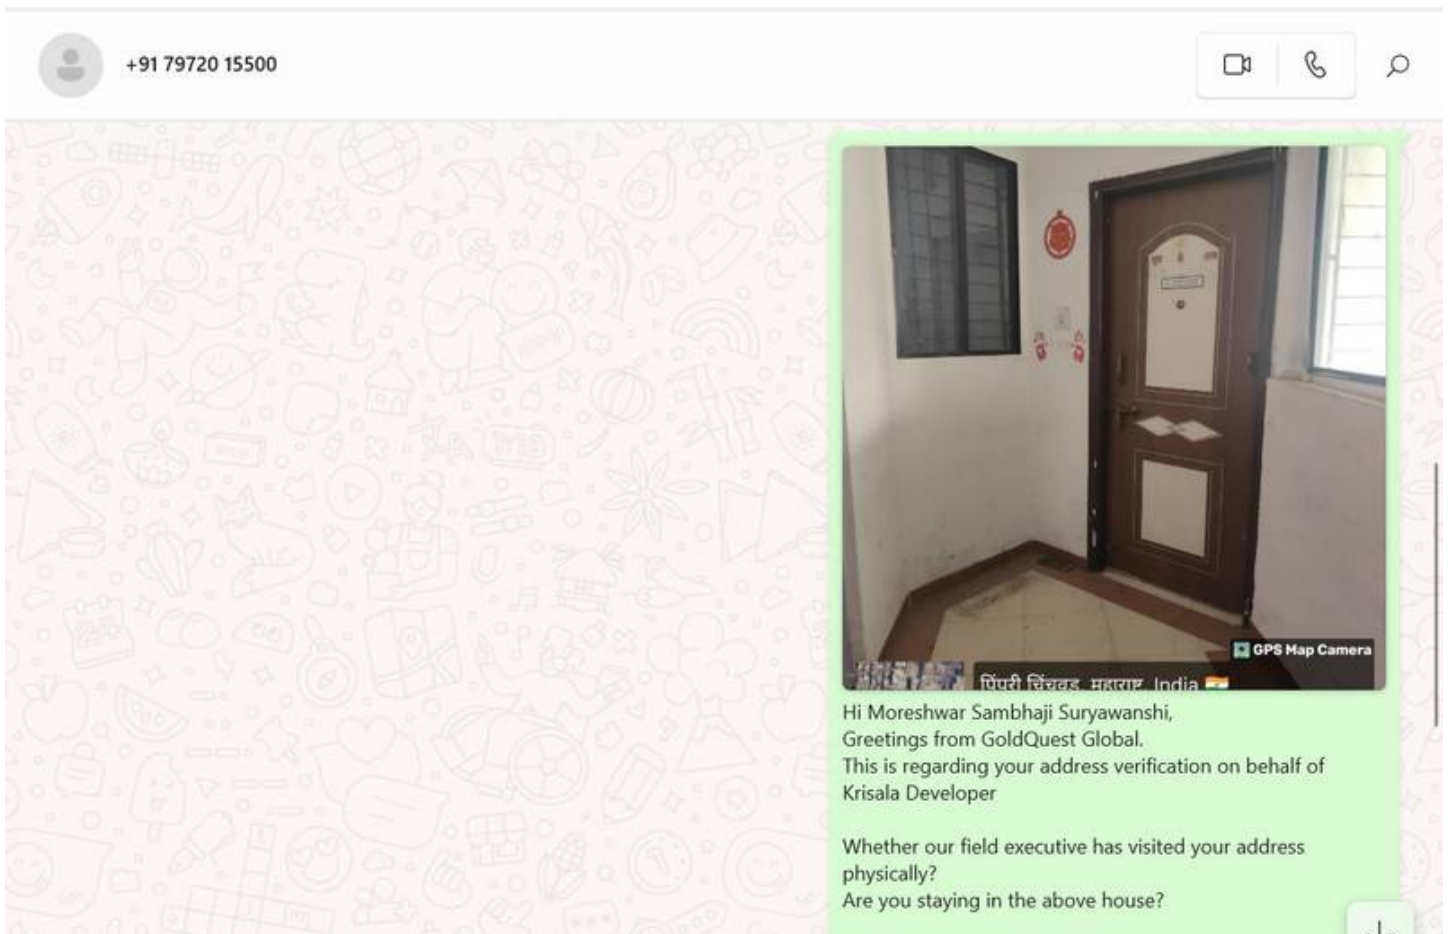 +91 79720 15500
GPS Map Camera
पिंपरी चिंचवड, महाराष्ट्र, India
Hi Moreshwar Sambhaji Suryawanshi,
Greetings from GoldQuest Global.
This is regarding your address verification on behalf of
Krisala Developer
Whether our field executive has visited your address
physically?
Are you staying in the above house?